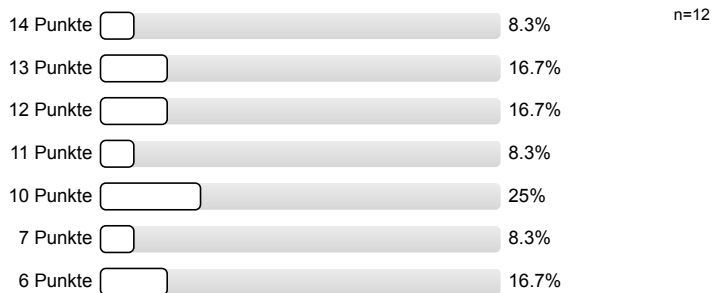 14 Punkte 8.3% n=12
13 Punkte 16.7%
12 Punkte 16.7%
11 Punkte 8.3%
10 Punkte 25%
7 Punkte 8.3%
6 Punkte 16.7%